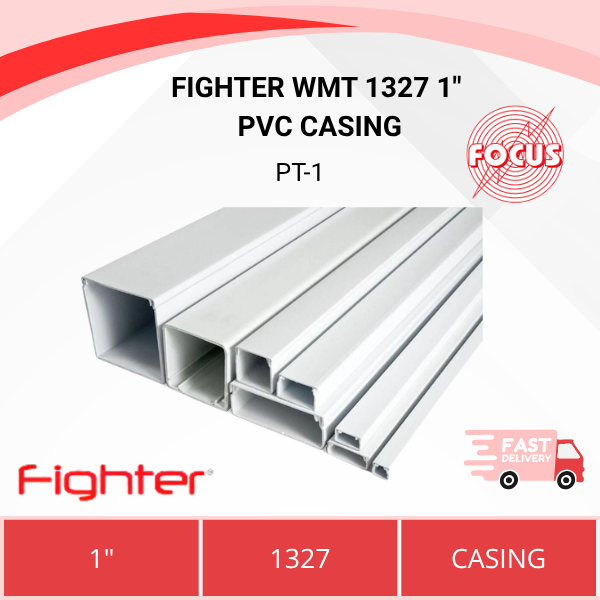 FIGHTER WMT 1327 1"
PVC CASING
PT-1
FOCUS
FAST
DELIVERY
Fighter®
1"
1327
CASING